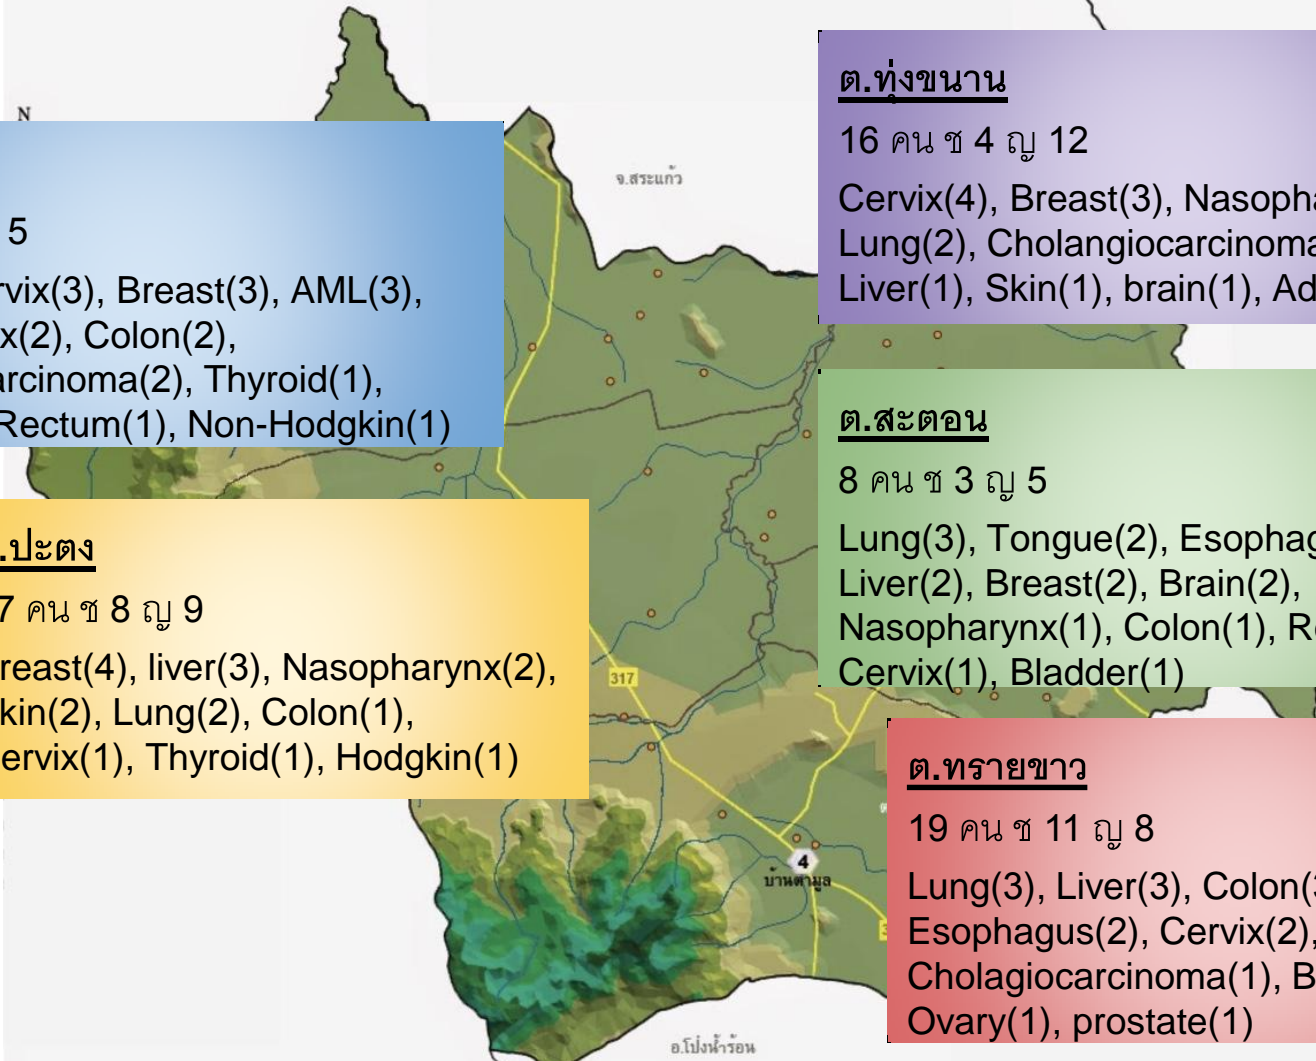 N
จ.สระแก้ว
5
rvix(3), Breast(3), AML(3),
x(2), Colon(2),
arcinoma(2), Thyroid(1),
Rectum(1), Non-Hodgkin(1)
.ปะตง
7 คน ช 8 ญ 9
reast(4), liver(3), Nasopharynx(2),
kin(2), Lung(2), Colon(1),
ervix(1), Thyroid(1), Hodgkin(1)
ต.ทุ่งขนาน
16 คน ช 4 ญ 12
Cervix(4), Breast(3), Nasopha
Lung(2), Cholangiocarcinoma
Liver(1), Skin(1), brain(1), Ad
ต.สะตอน
8 คน ช 3 ญ 5
Lung(3), Tongue(2), Esophag
Liver(2), Breast(2), Brain(2),
Nasopharynx(1), Colon(1), Re
Cervix(1), Bladder(1)
317
ต.ทรายขาว
19 คน ช 11 ญ 8
Lung(3), Liver(3), Colon(3
Esophagus(2), Cervix(2),
Cholagiocarcinoma(1), B
Ovary(1), prostate(1)
4
บ้านตามูล
3
อ.โป่งน้ำร้อน